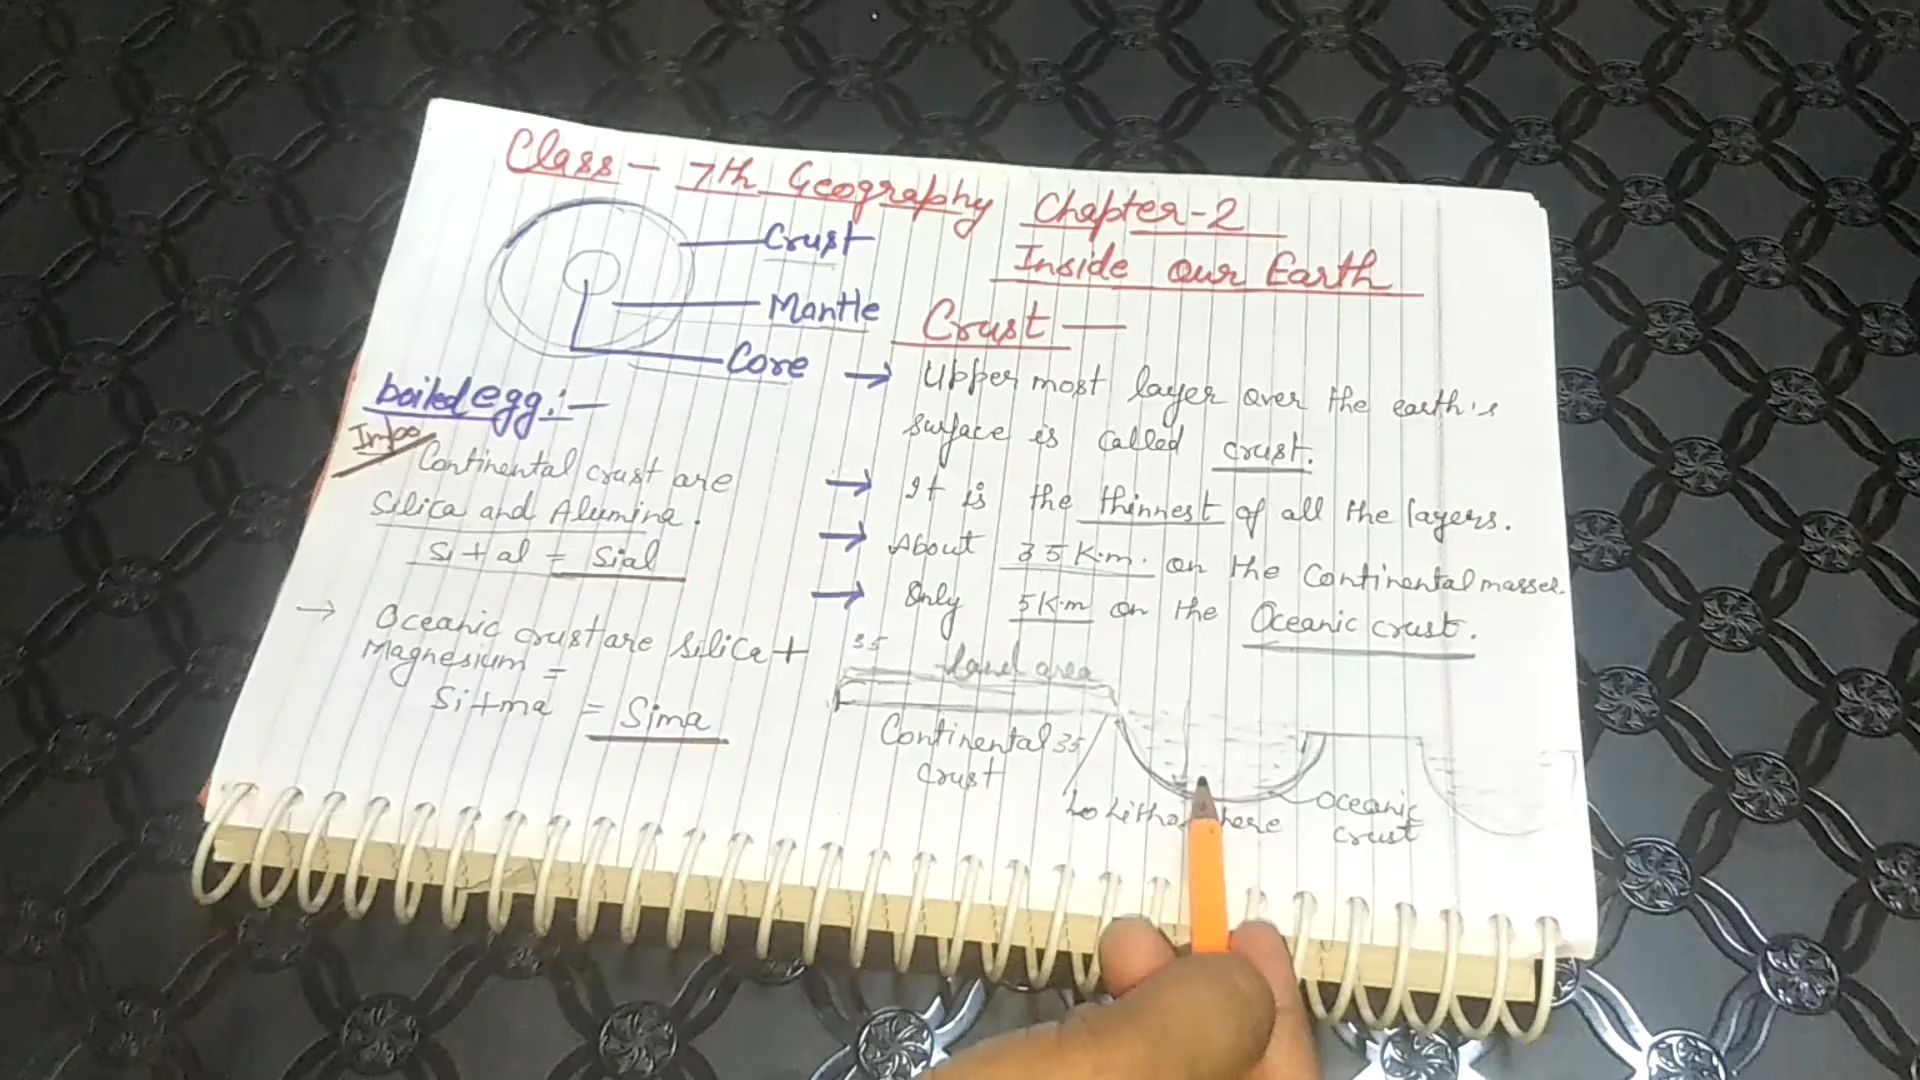 Class - 7th Geography Chapter-2
Inside our Earth
Crust
Mantle
Core
boiled egg :-
Impo
Continental crust are
Silica and Alumina.
Si + al = Sial
→ Oceanic crust are silica +
Magnesium =
Si+ma = Sima
Crust —
→ Upper most layer over the earth's
surface is called crust.
→ It is the thinnest of all the layers.
→ About 35 K.m. on the Continental masses.
→ Only 5 K.m on the Oceanic crust.
35
land area
Continental 35
Crust
oceanic
crust